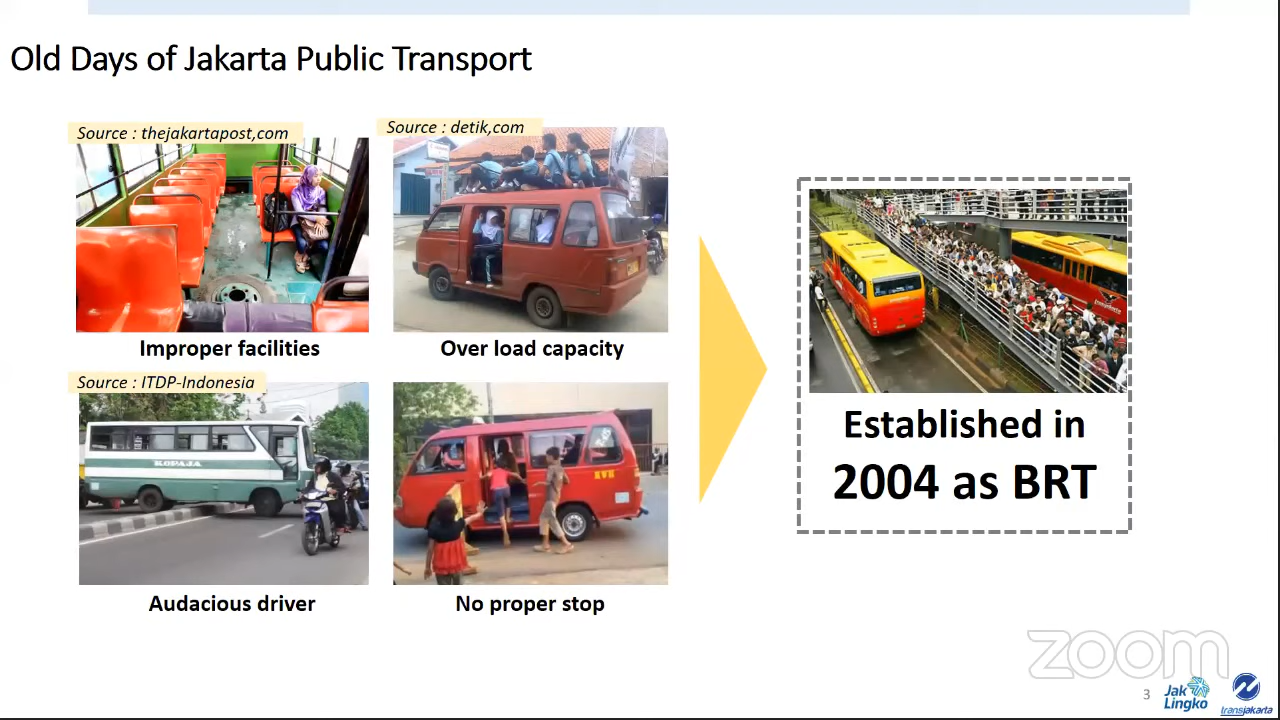 Old Days of Jakarta Public Transport
Source : thejakartapost,com
Source : detik,com
Improper facilities
Over load capacity
Source : ITDP-Indonesia
KOPAJA
KWK
Audacious driver
No proper stop
Established in
2004 as BRT
zoom
3
Jak
Lingko
transjakarta